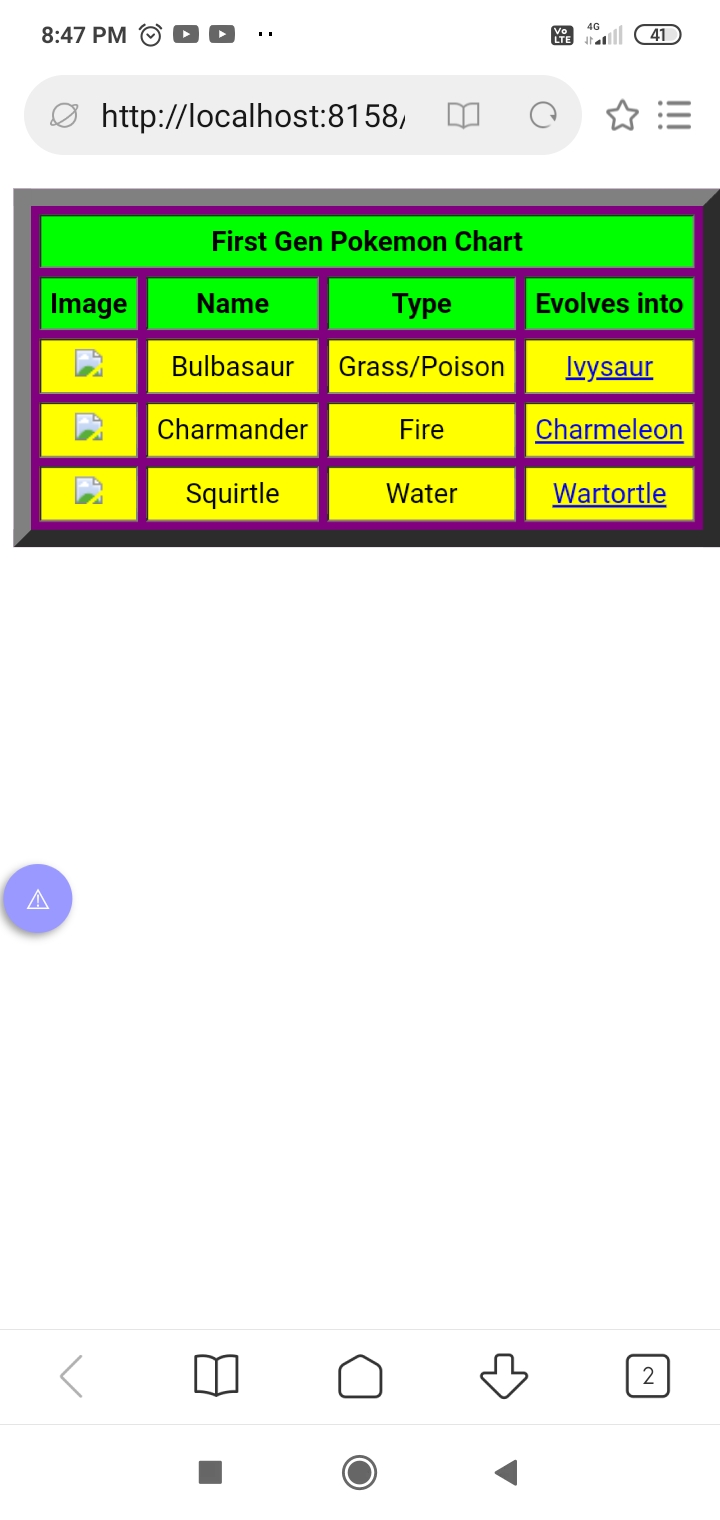 8:47 PM
Vo LTE 4G 41
http://localhost:8158/
First Gen Pokemon Chart
Image Name Type Evolves into
Bulbasaur Grass/Poison Ivysaur
Charmander Fire Charmeleon
Squirtle Water Wartortle
2